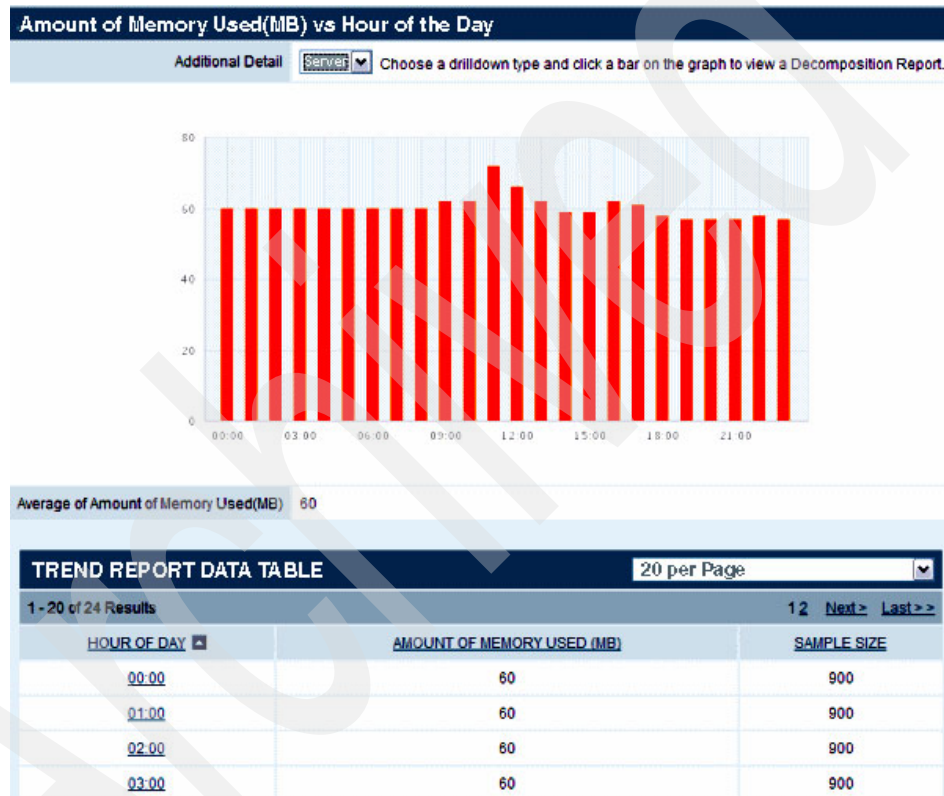 Amount of Memory Used(MB) vs Hour of the Day
Additional Detail Server Choose a drilldown type and click a bar on the graph to view a Decomposition Report.
80
60
40
20
0
00:00 03:00 06:00 09:00 12:00 15:00 18:00 21:00
Average of Amount of Memory Used(MB) 60
TREND REPORT DATA TABLE 20 per Page
1 - 20 of 24 Results 1 2 Next > Last >>
HOUR OF DAY AMOUNT OF MEMORY USED (MB) SAMPLE SIZE
00:00 60 900
01:00 60 900
02:00 60 900
03:00 60 900